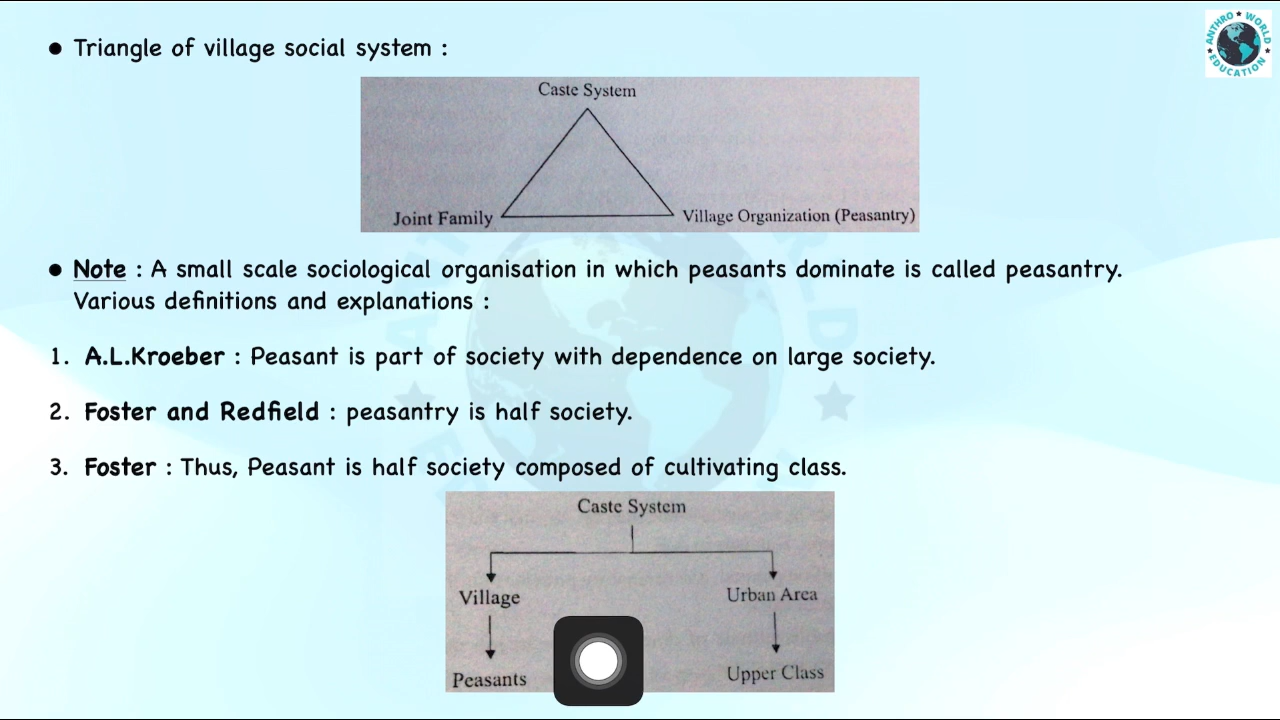 ● Triangle of village social system :
ANTHRO ★ WORLD ★ EDUCATION ★
Caste System
Joint Family
Village Organization (Peasantry)
● Note : A small scale sociological organisation in which peasants dominate is called peasantry.
Various definitions and explanations :
1. A.L.Kroeber : Peasant is part of society with dependence on large society.
2. Foster and Redfield : peasantry is half society.
3. Foster : Thus, Peasant is half society composed of cultivating class.
Caste System
Village
Urban Area
Peasants
Upper Class